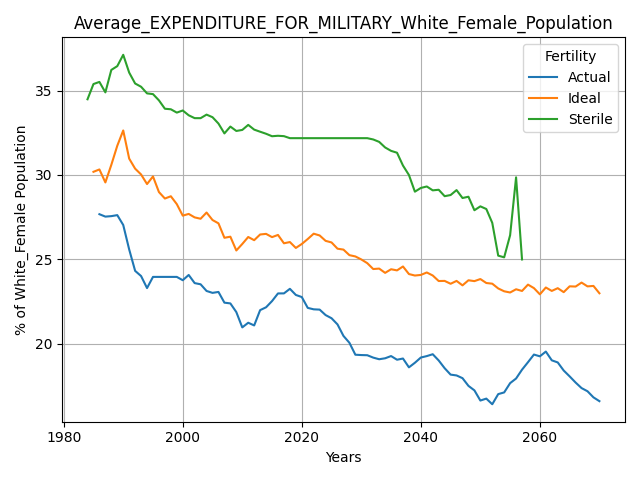 Average_EXPENDITURE_FOR_MILITARY_White_Female_Population
Fertility
Actual
Ideal
Sterile
% of White_Female Population
35
30
25
20
1980
2000
2020
2040
2060
Years